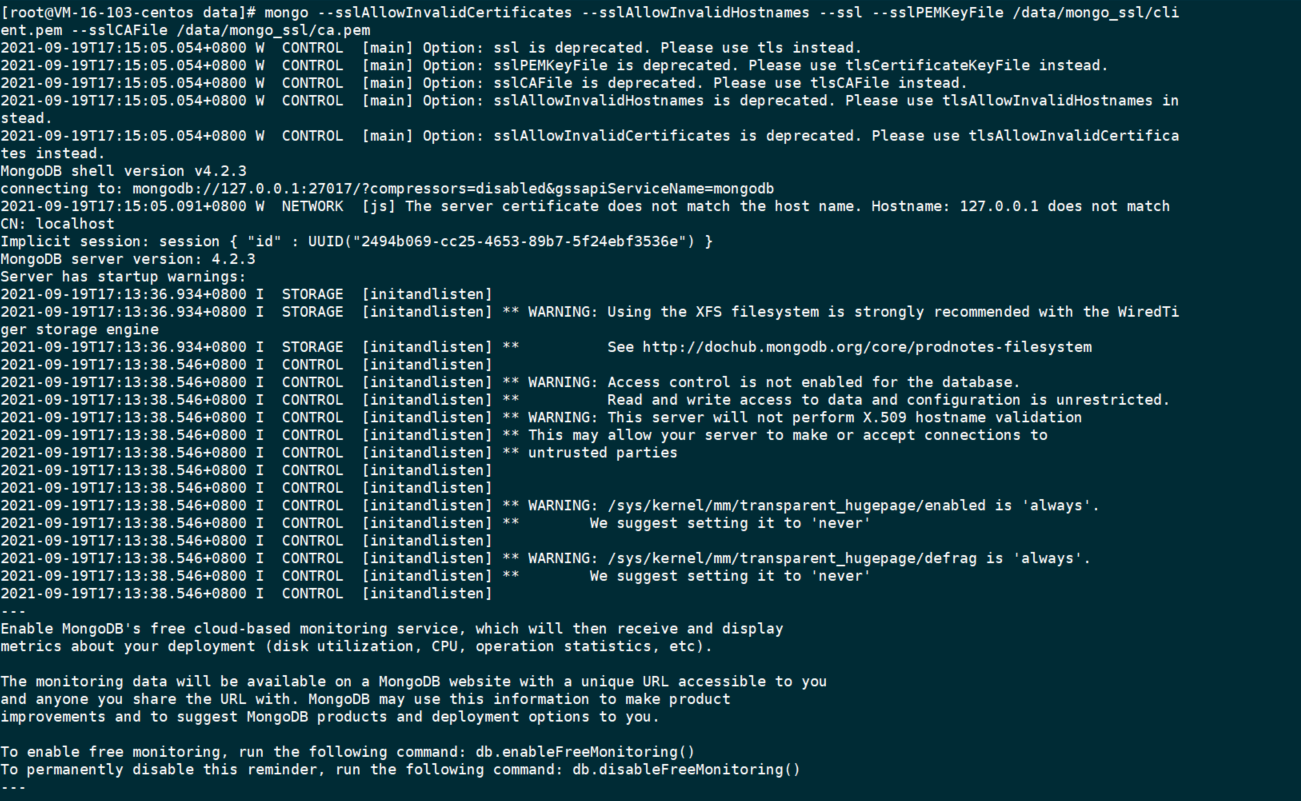 [root@VM-16-103-centos data]# mongo --sslAllowInvalidCertificates --sslAllowInvalidHostnames --ssl --sslPEMKeyFile /data/mongo_ssl/cli
ent.pem --sslCAFile /data/mongo_ssl/ca.pem
2021-09-19T17:15:05.054+0800 W  CONTROL  [main] Option: ssl is deprecated. Please use tls instead.
2021-09-19T17:15:05.054+0800 W  CONTROL  [main] Option: sslPEMKeyFile is deprecated. Please use tlsCertificateKeyFile instead.
2021-09-19T17:15:05.054+0800 W  CONTROL  [main] Option: sslCAFile is deprecated. Please use tlsCAFile instead.
2021-09-19T17:15:05.054+0800 W  CONTROL  [main] Option: sslAllowInvalidHostnames is deprecated. Please use tlsAllowInvalidHostnames in
stead.
2021-09-19T17:15:05.054+0800 W  CONTROL  [main] Option: sslAllowInvalidCertificates is deprecated. Please use tlsAllowInvalidCertifica
tes instead.
MongoDB shell version v4.2.3
connecting to: mongodb://127.0.0.1:27017/?compressors=disabled&gssapiServiceName=mongodb
2021-09-19T17:15:05.091+0800 W  NETWORK  [js] The server certificate does not match the host name. Hostname: 127.0.0.1 does not match
CN: localhost
Implicit session: session { "id" : UUID("2494b069-cc25-4653-89b7-5f24ebf3536e") }
MongoDB server version: 4.2.3
Server has startup warnings:
2021-09-19T17:13:36.934+0800 I  STORAGE  [initandlisten]
2021-09-19T17:13:36.934+0800 I  STORAGE  [initandlisten] ** WARNING: Using the XFS filesystem is strongly recommended with the WiredTi
ger storage engine
2021-09-19T17:13:36.934+0800 I  STORAGE  [initandlisten] **          See http://dochub.mongodb.org/core/prodnotes-filesystem
2021-09-19T17:13:38.546+0800 I  CONTROL  [initandlisten]
2021-09-19T17:13:38.546+0800 I  CONTROL  [initandlisten] ** WARNING: Access control is not enabled for the database.
2021-09-19T17:13:38.546+0800 I  CONTROL  [initandlisten] **          Read and write access to data and configuration is unrestricted.
2021-09-19T17:13:38.546+0800 I  CONTROL  [initandlisten] ** WARNING: This server will not perform X.509 hostname validation
2021-09-19T17:13:38.546+0800 I  CONTROL  [initandlisten] ** This may allow your server to make or accept connections to
2021-09-19T17:13:38.546+0800 I  CONTROL  [initandlisten] ** untrusted parties
2021-09-19T17:13:38.546+0800 I  CONTROL  [initandlisten]
2021-09-19T17:13:38.546+0800 I  CONTROL  [initandlisten]
2021-09-19T17:13:38.546+0800 I  CONTROL  [initandlisten] ** WARNING: /sys/kernel/mm/transparent_hugepage/enabled is 'always'.
2021-09-19T17:13:38.546+0800 I  CONTROL  [initandlisten] **        We suggest setting it to 'never'
2021-09-19T17:13:38.546+0800 I  CONTROL  [initandlisten]
2021-09-19T17:13:38.546+0800 I  CONTROL  [initandlisten] ** WARNING: /sys/kernel/mm/transparent_hugepage/defrag is 'always'.
2021-09-19T17:13:38.546+0800 I  CONTROL  [initandlisten] **        We suggest setting it to 'never'
2021-09-19T17:13:38.546+0800 I  CONTROL  [initandlisten]
---
Enable MongoDB's free cloud-based monitoring service, which will then receive and display
metrics about your deployment (disk utilization, CPU, operation statistics, etc).

The monitoring data will be available on a MongoDB website with a unique URL accessible to you
and anyone you share the URL with. MongoDB may use this information to make product
improvements and to suggest MongoDB products and deployment options to you.

To enable free monitoring, run the following command: db.enableFreeMonitoring()
To permanently disable this reminder, run the following command: db.disableFreeMonitoring()
---